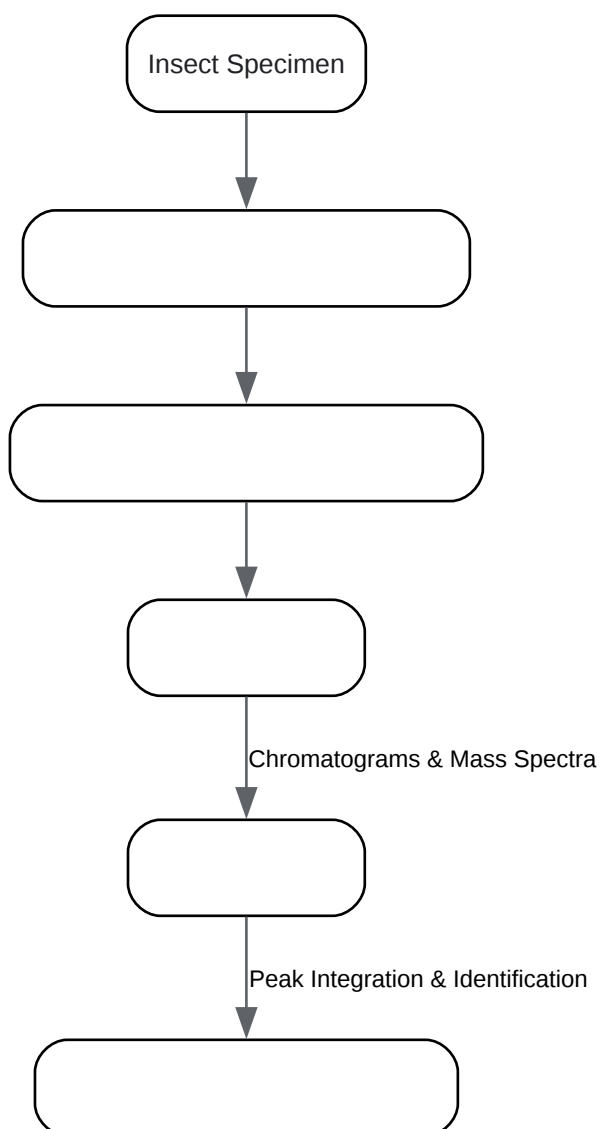 Insect Specimen
Chromatograms & Mass Spectra
Peak Integration & Identification